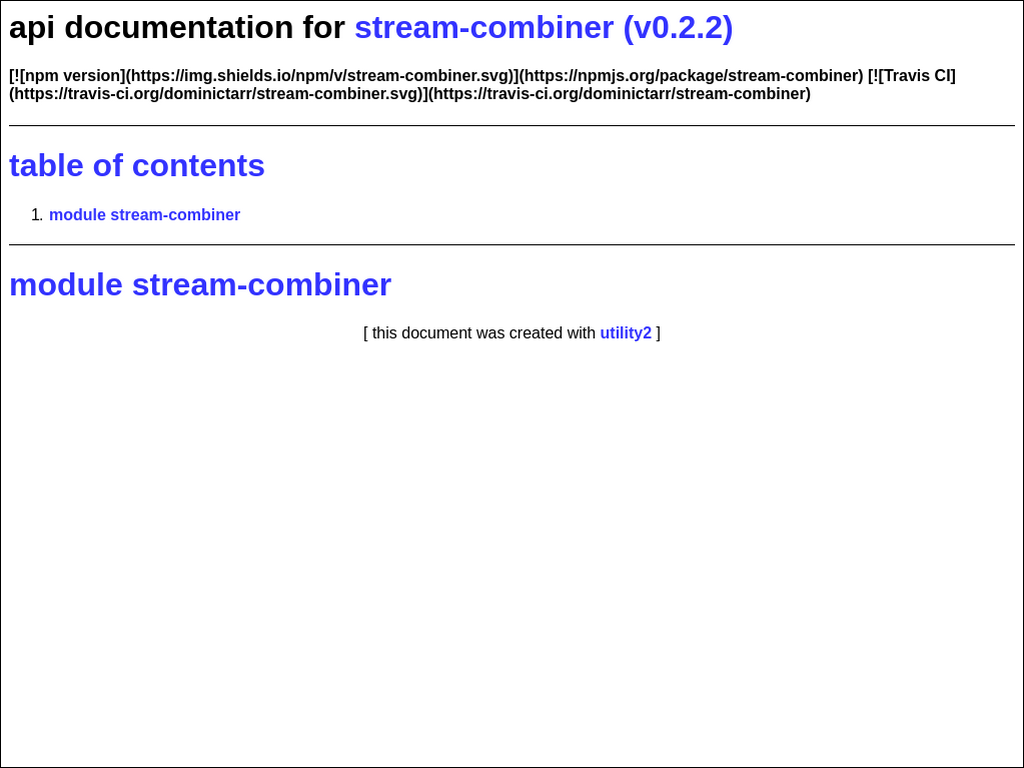 api documentation for stream-combiner (v0.2.2)
[![npm version](https://img.shields.io/npm/v/stream-combiner.svg)](https://npmjs.org/package/stream-combiner) [![Travis CI]
(https://travis-ci.org/dominictarr/stream-combiner.svg)](https://travis-ci.org/dominictarr/stream-combiner)
table of contents
1. module stream-combiner
module stream-combiner
[ this document was created with utility2 ]